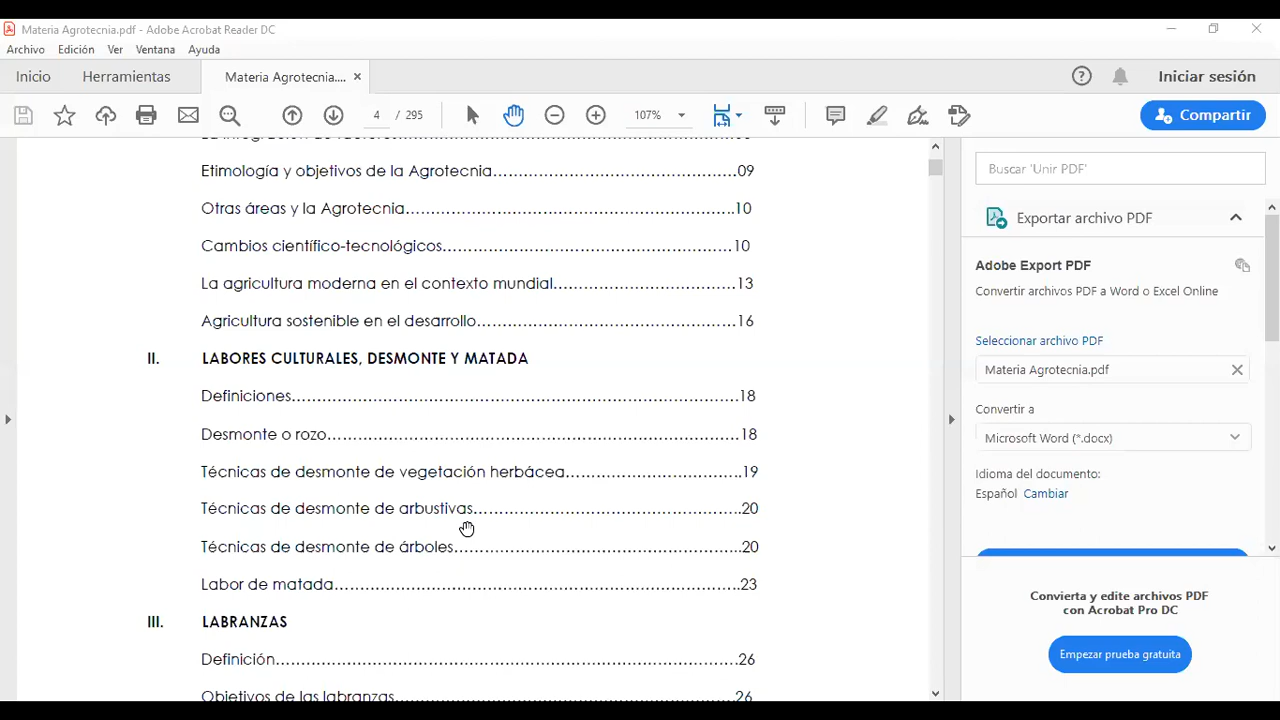 Materia Agrotecnia.pdf - Adobe Acrobat Reader DC
Archivo Edición Ver Ventana Ayuda
Inicio Herramientas Materia Agrotecnia.... × Iniciar sesión
4 / 295 107% Compartir
Etimología y objetivos de la Agrotecnia……………………………………………09
Otras áreas y la Agrotecnia……………………………………………………………..10
Cambios científico-tecnológicos……………………………………………………10
La agricultura moderna en el contexto mundial……………………………….13
Agricultura sostenible en el desarrollo………………………………………………16
II. LABORES CULTURALES, DESMONTE Y MATADA
Definiciones…………………………………………………………………………………….18
Desmonte o rozo………………………………………………………………………………18
Técnicas de desmonte de vegetación herbácea………………………………..19
Técnicas de desmonte de arbustivas………………………………………………….20
Técnicas de desmonte de árboles……………………………………………………...20
Labor de matada……………………………………………………………………………..23
III. LABRANZAS
Definición………………………………………………………………………………………26
Objetivos de las labranzas…………………………………………………………………26
Buscar 'Unir PDF'
Exportar archivo PDF
Adobe Export PDF
Convertir archivos PDF a Word o Excel Online
Seleccionar archivo PDF
Materia Agrotecnia.pdf
Convertir a
Microsoft Word (*.docx)
Idioma del documento:
Español Cambiar
Convierta y edite archivos PDF
con Acrobat Pro DC
Empezar prueba gratuita